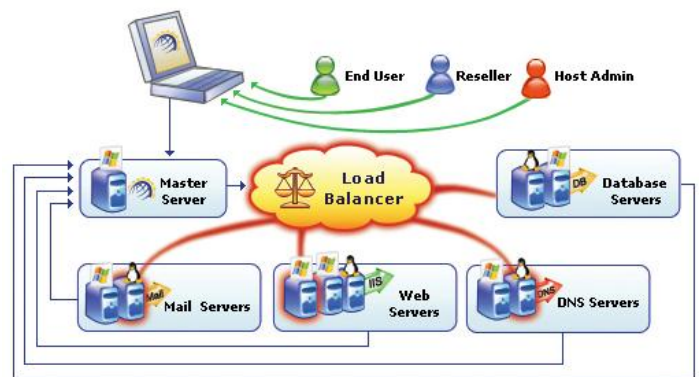 End User
Reseller
Host Admin
Master
Server
Load
Balancer
DB
Database
Servers
Mail
Mail Servers
IIS
Web
Servers
DNS
DNS Servers